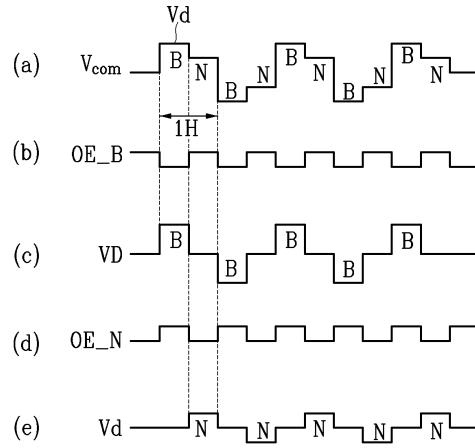 Vd
(a) Vcom B N B N B N B N B N
1H
(b) OE_B
(c) VD B B B B B
(d) OE_N
(e) Vd N N N N N